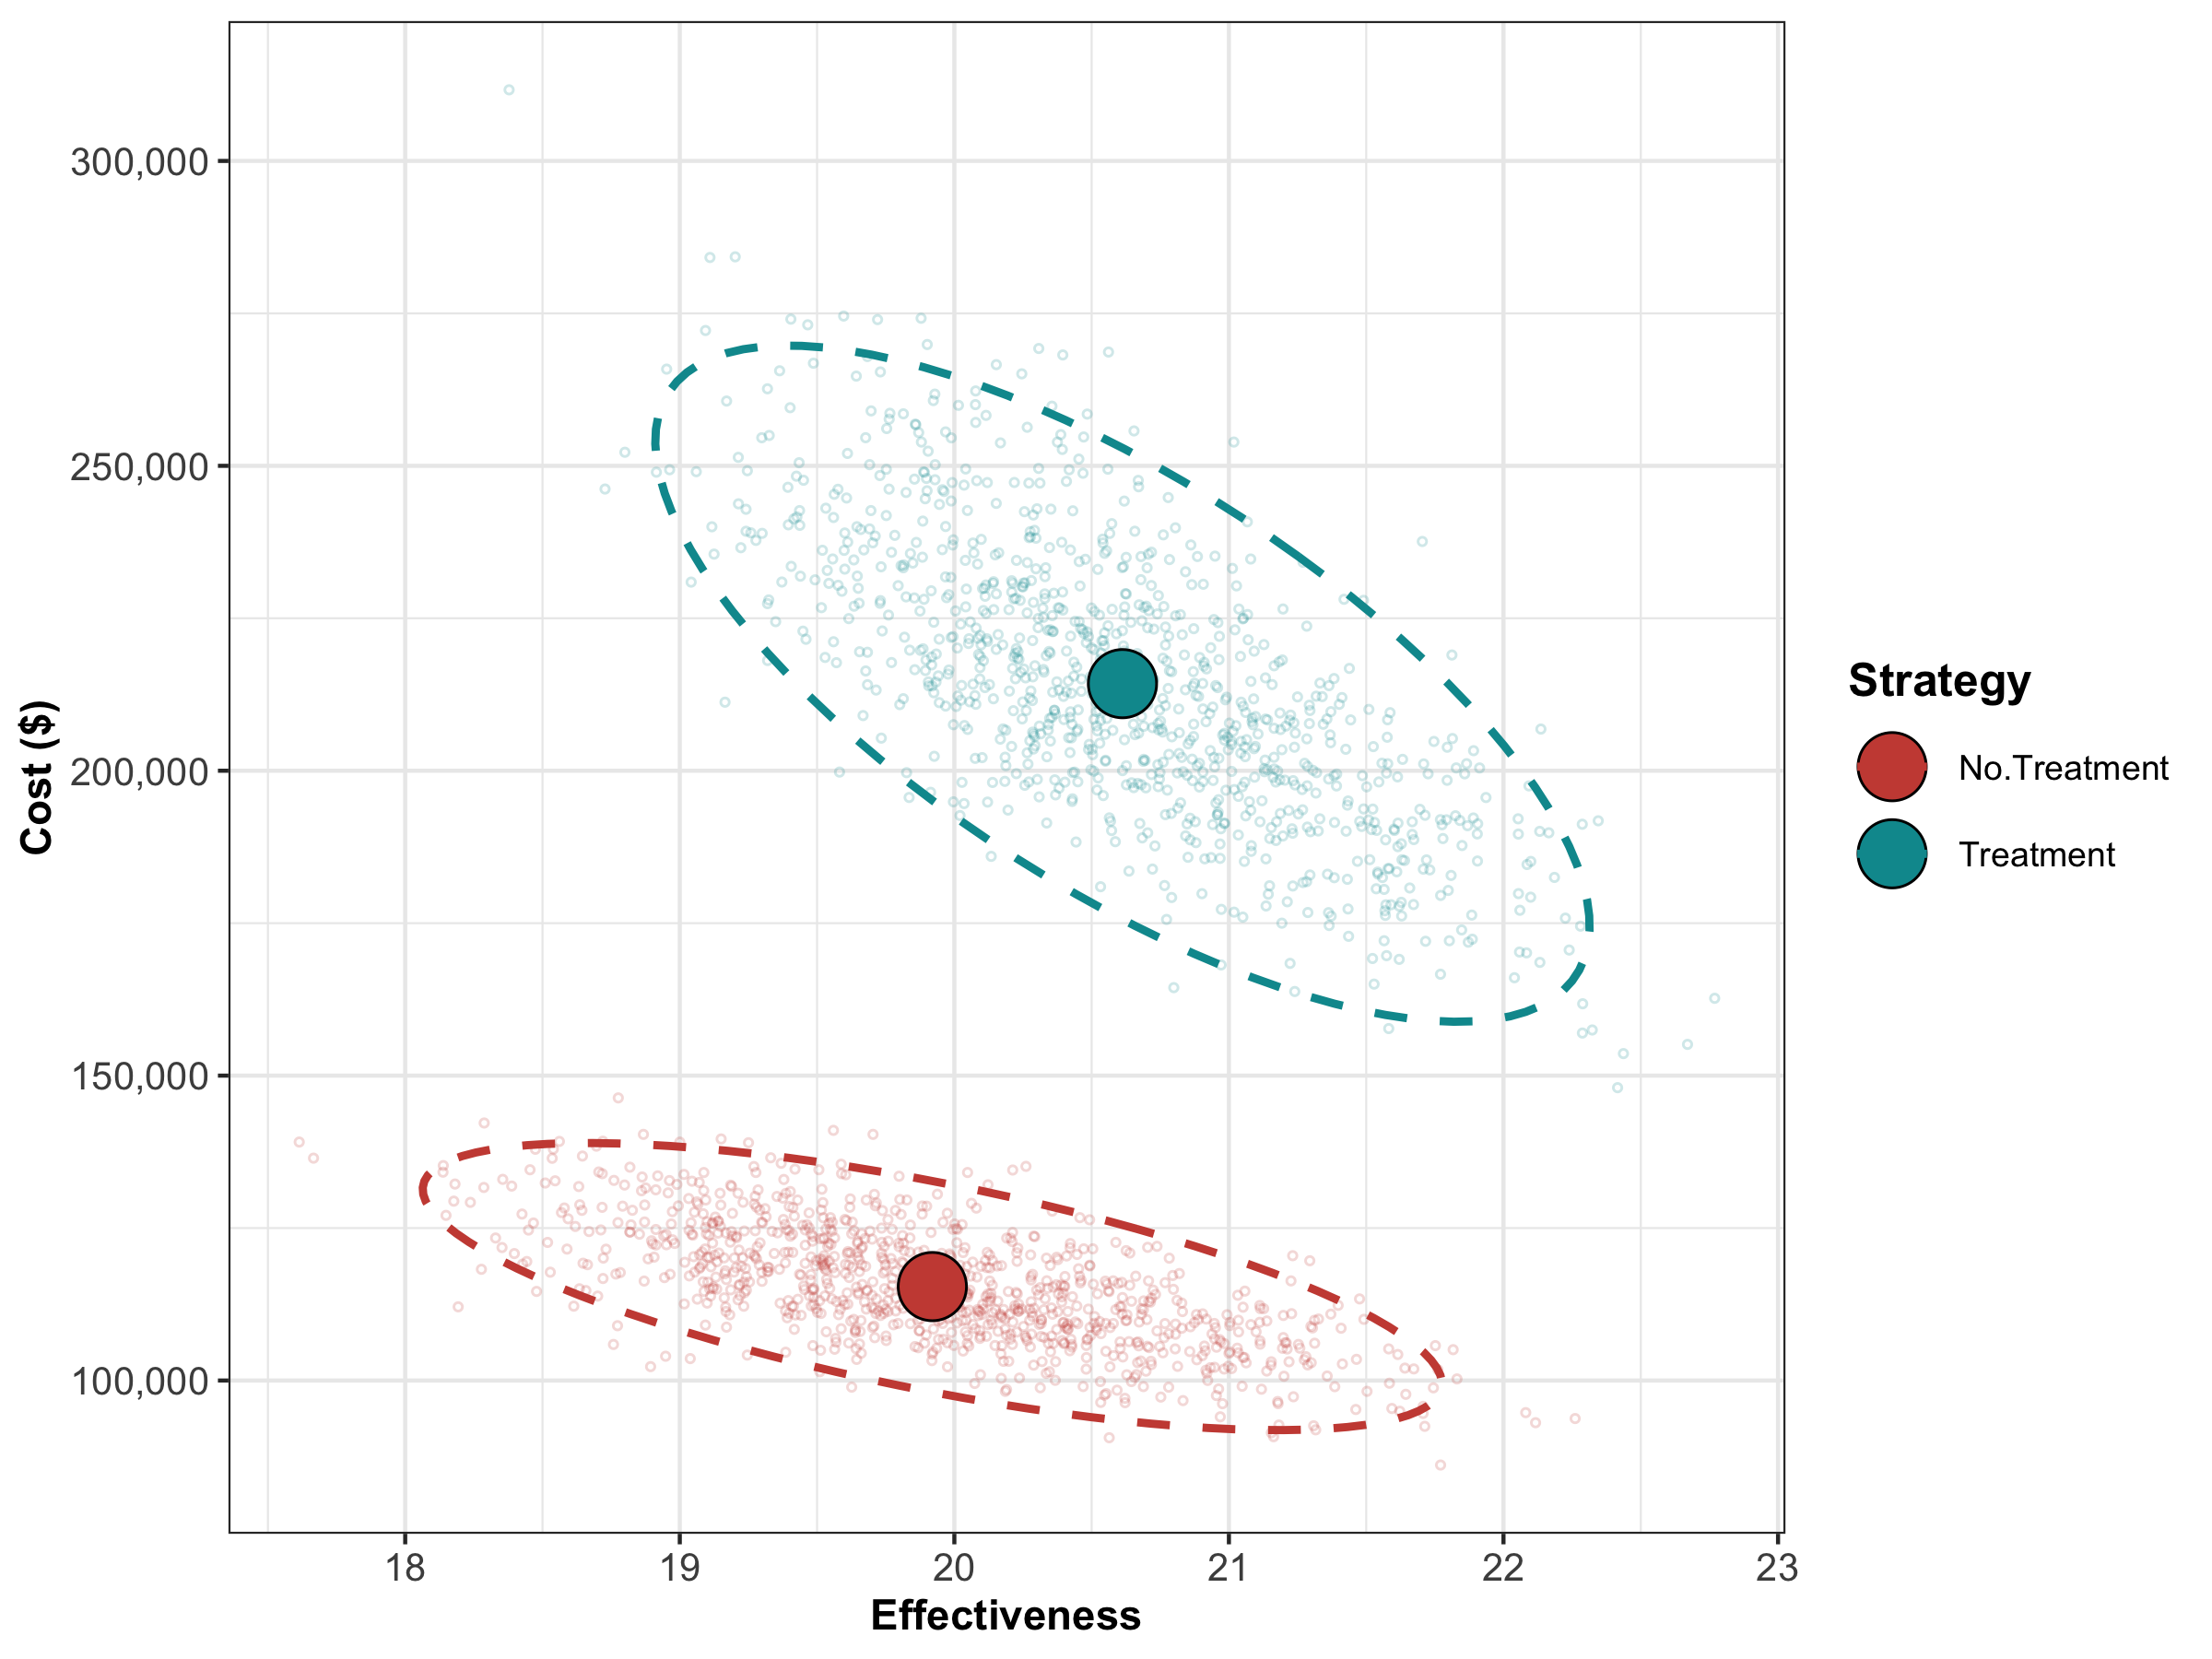 300,000
250,000
200,000
150,000
100,000
Cost ($)
18 19 20 21 22 23
Effectiveness
Strategy
No.Treatment
Treatment